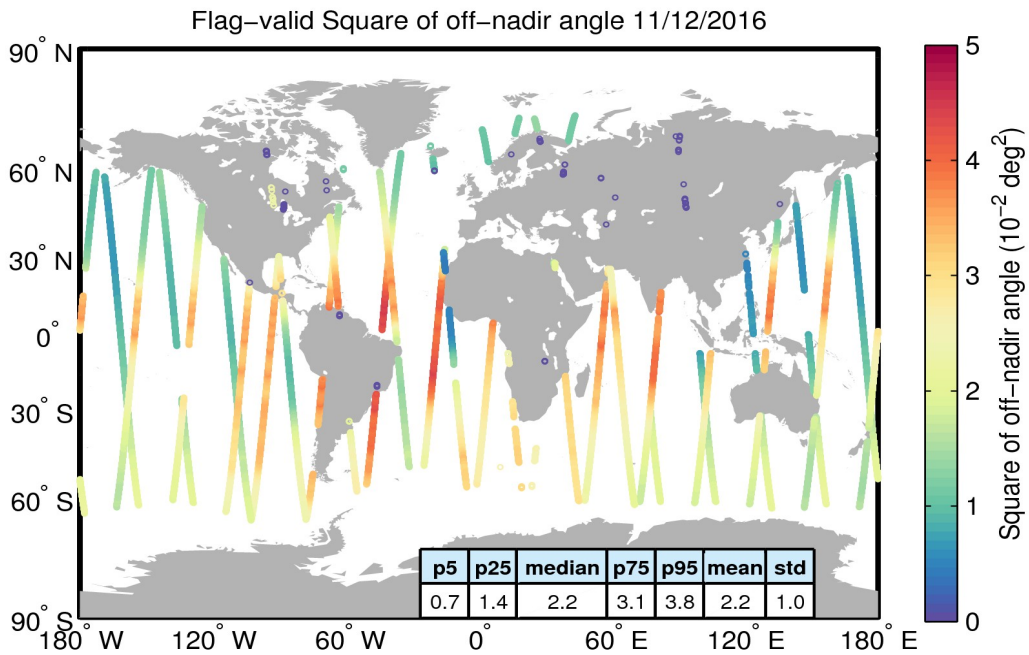 Flag−valid Square of off−nadir angle 11/12/2016
90° N
60° N
30° N
0°
30° S
60° S
90° S
180° W
120° W
60° W
0°
60° E
120° E
180° E
p5 p25 median p75 p95 mean std
0.7 1.4 2.2 3.1 3.8 2.2 1.0
5
4
3
2
1
0
Square of off−nadir angle (10⁻² deg²)